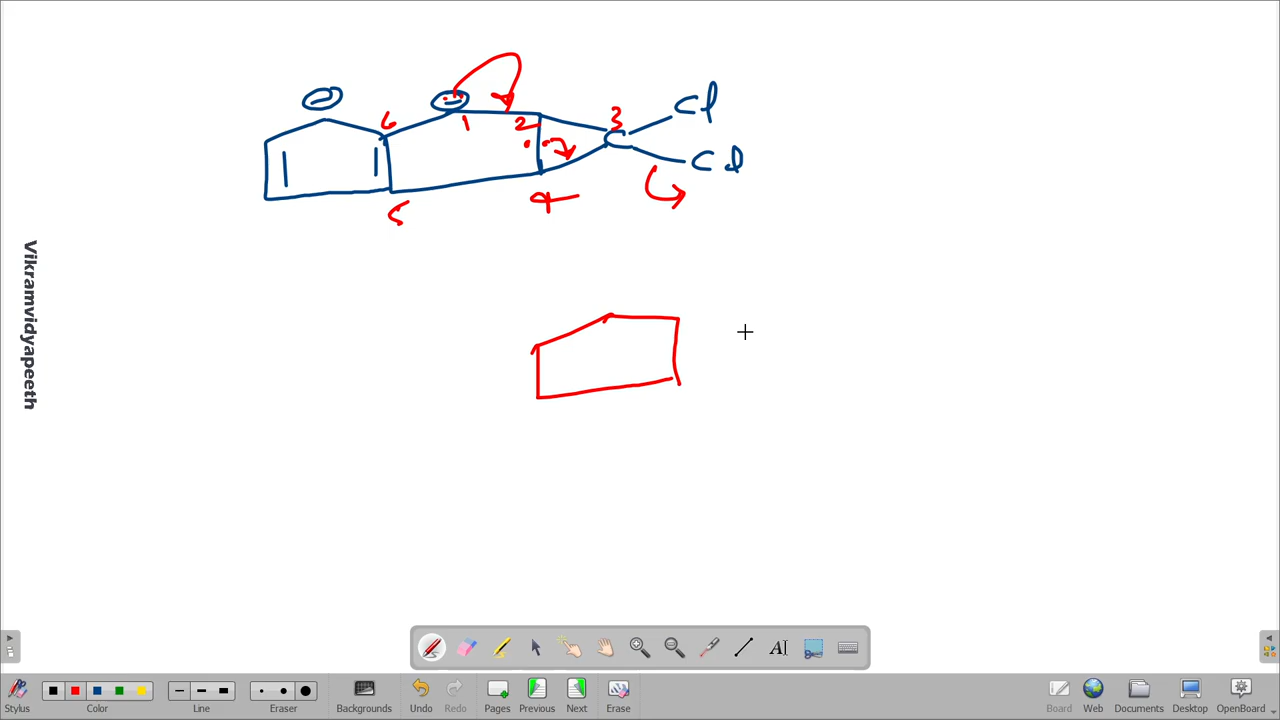 Cl
6
1
2
3
C
Cl
4
5
Vikramvidyapeeth
Stylus
Color
Line
Eraser
Backgrounds
Undo
Redo
Pages
Previous
Next
Erase
Board
Web
Documents
Desktop
OpenBoard